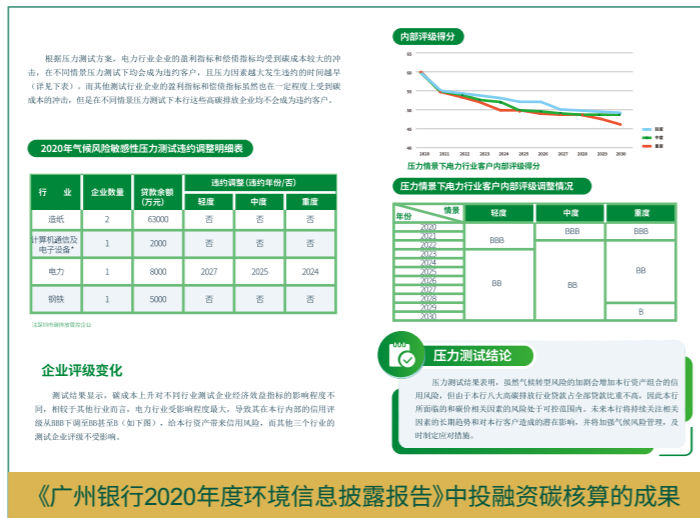 根据压力测试方案，电力行业企业的盈利指标和偿债指标均受到碳成本较大的冲
击，在不同情景压力测试下均会成为违约客户，且压力因素越大发生违约的时间越早
（详见下表）。而其他测试行业企业的盈利指标和偿债指标虽然也在一定程度上受到碳
成本的冲击，但是在不同情景压力测试下本行这些高碳排放企业均不会成为违约客户。
2020年气候风险敏感性压力测试违约调整明细表
行 业 企业数量 贷款余额 (万元) 违约调整 (违约年份/否)
轻度 中度 重度
造纸 2 63000 否 否 否
计算机通信及 电子设备* 1 2000 否 否 否
电力 1 8000 2027 2025 2024
钢铁 1 5000 否 否 否
企业评级变化
测试结果显示，碳成本上升对不同行业测试企业经济效益指标的影响程度不
同，相较于其他行业而言，电力行业受影响程度最大，导致其在本行内部的信用评
级从BBB下调至BB甚至B（如下图），给本行资产带来信用风险，而其他三个行业的
测试企业评级不受影响。
内部评级得分
65
60
55
50
45
40
2020 2021 2022 2023 2024 2025 2026 2027 2028 2029 2030
轻度
中度
重度
压力情景下电力行业客户内部评级得分
压力情景下电力行业客户内部评级调整情况
情景 年份 轻度 中度 重度
2020
2021
2022
2023
2024
2025
2026
2027
2028
2029
2030
BBB BBB BBB
BB BB BB
B
压力测试结论
压力测试结果表明，虽然气候转型风险的加剧会增加本行资产组合的信
用风险，但由于本行八大高碳排放行业贷款占全部贷款比重不高，因此本行
所面临的和碳价相关因素的风险处于可控范围内。未来本行将持续关注相关
因素的长期趋势和对本行客户造成的潜在影响，并将加强气候风险管理，及
时制定应对措施。
《广州银行2020年度环境信息披露报告》中投融资碳核算的成果